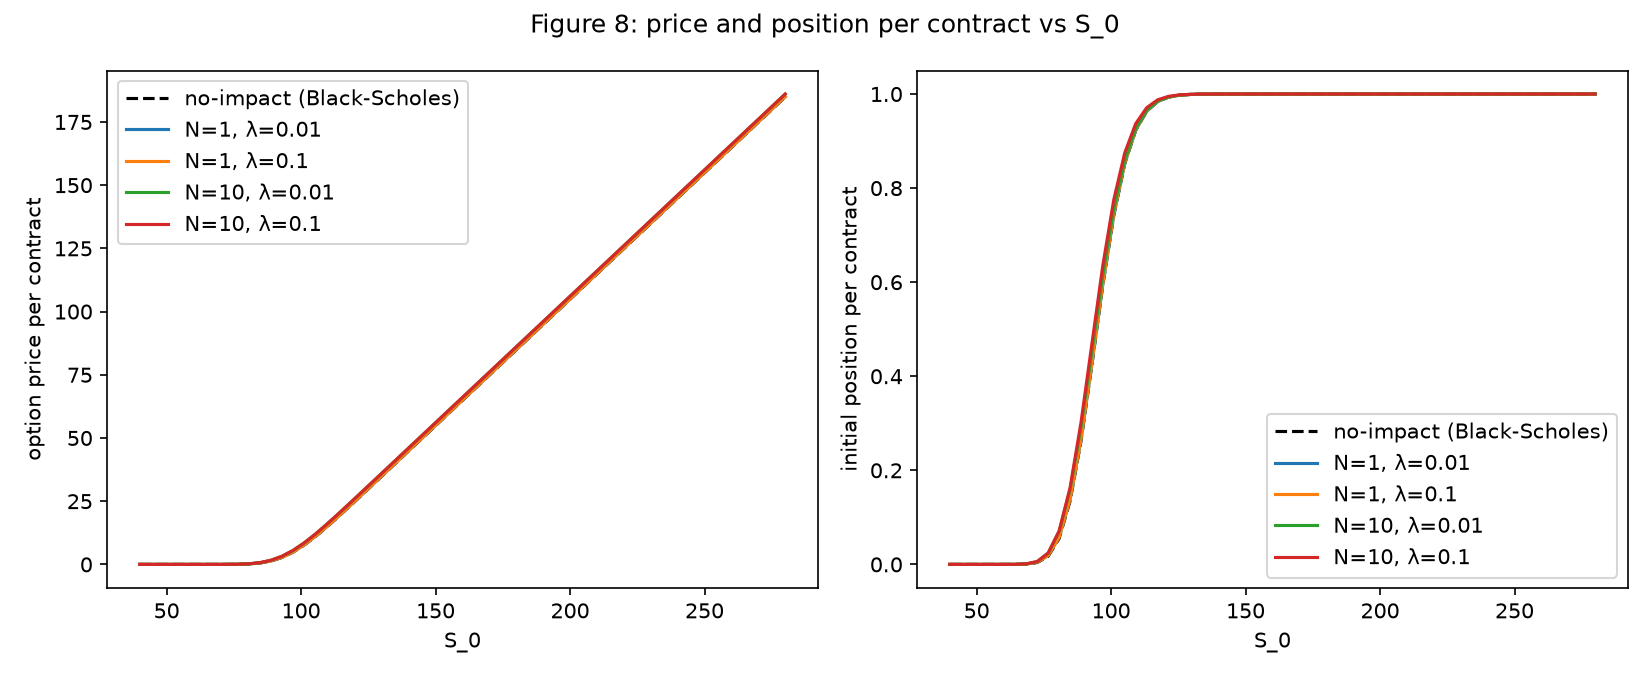 Figure 8: price and position per contract vs S_0
option price per contract
175
150
125
100
75
50
25
0
no-impact (Black-Scholes)
N=1, λ=0.01
N=1, λ=0.1
N=10, λ=0.01
N=10, λ=0.1
50
100
150
200
250
S_0
initial position per contract
1.0
0.8
0.6
0.4
0.2
0.0
no-impact (Black-Scholes)
N=1, λ=0.01
N=1, λ=0.1
N=10, λ=0.01
N=10, λ=0.1
50
100
150
200
250
S_0